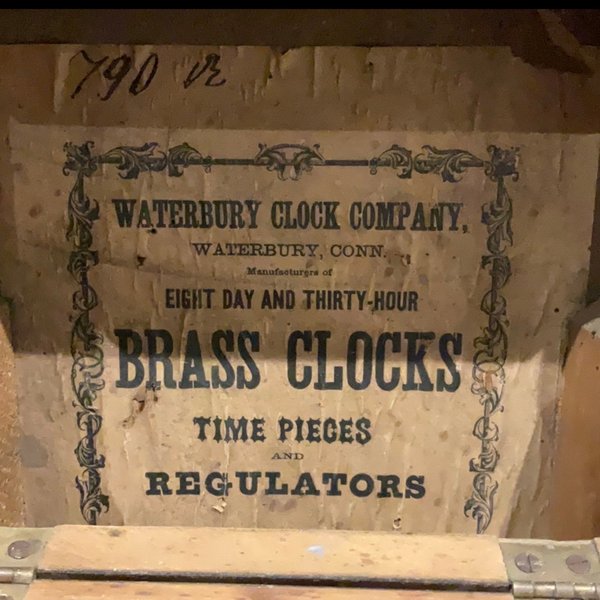 790
WATERBURY CLOCK COMPANY,
WATERBURY, CONN.
Manufacturers of
EIGHT DAY AND THIRTY-HOUR
BRASS CLOCKS
TIME PIECES
AND
REGULATORS